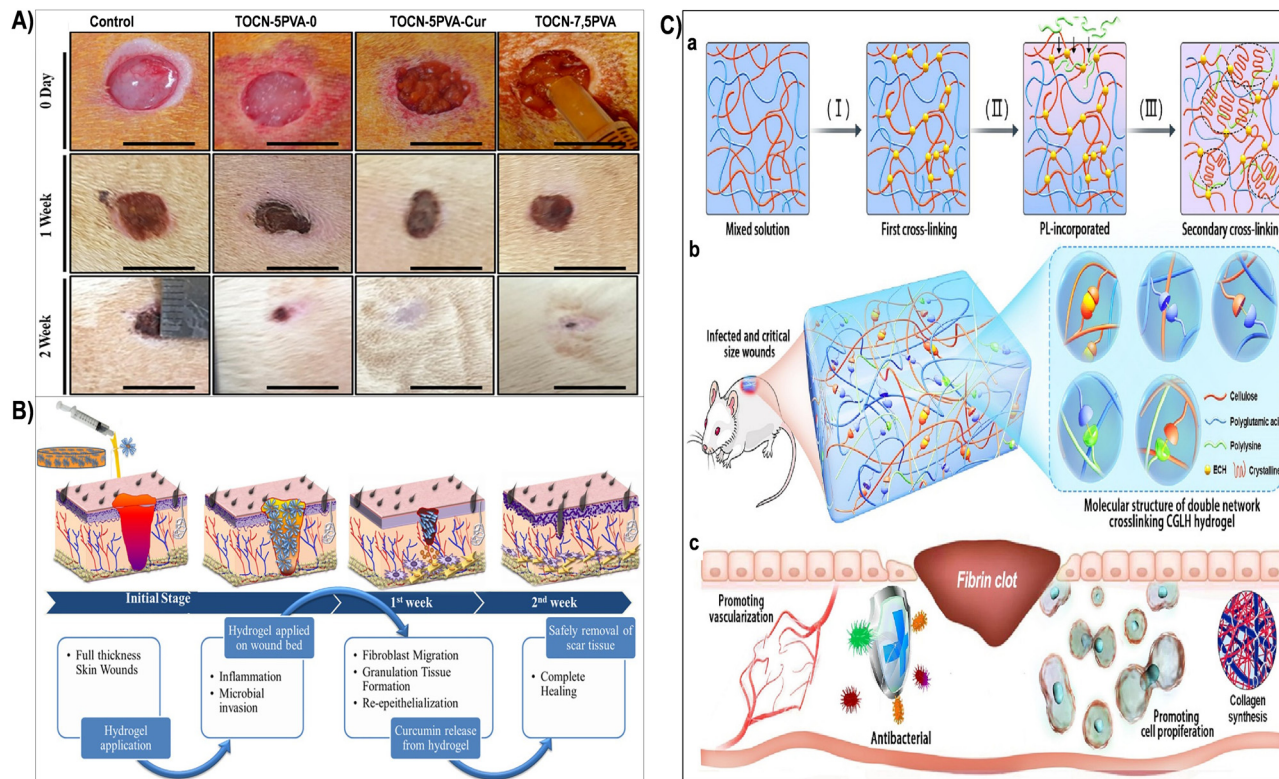 A)
Control
TOCN-5PVA-0
TOCN-5PVA-Cur
TOCN-7,5PVA
0 Day
1 Week
2 Week
B)
Initial Stage
1st week
2nd week
• Full thickness
Skin Wounds
Hydrogel
application
Hydrogel applied
on wound bed
• Inflammation
• Microbial
invasion
• Fibroblast Migration
• Granulation Tissue
Formation
• Re-epeithelialization
Curcumin release
from hydrogel
Safely removal of
scar tissue
• Complete
Healing
C)
a
(I)
(II)
(III)
Mixed solution
First cross-linking
PL-incorporated
Secondary cross-linkin
b
Infected and critical
size wounds
Cellulose
Polyglutamic acid
Polylysine
ECH
Crystalline
Molecular structure of double network
crosslinking CGLH hydrogel
c
Fibrin clot
Promoting
vascularization
Antibacterial
Promoting
cell propiferation
Collagen
synthesis